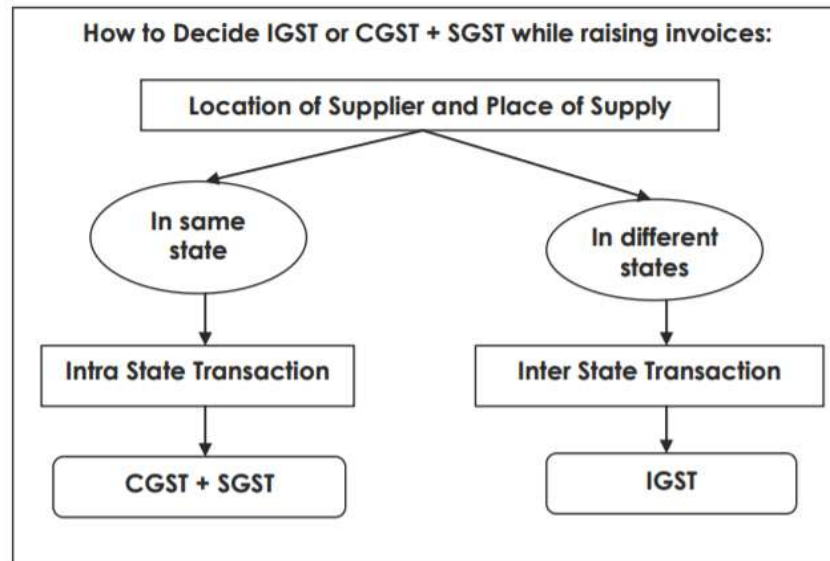 How to Decide IGST or CGST + SGST while raising invoices:
Location of Supplier and Place of Supply
In same
state
In different
states
Intra State Transaction
Inter State Transaction
CGST + SGST
IGST